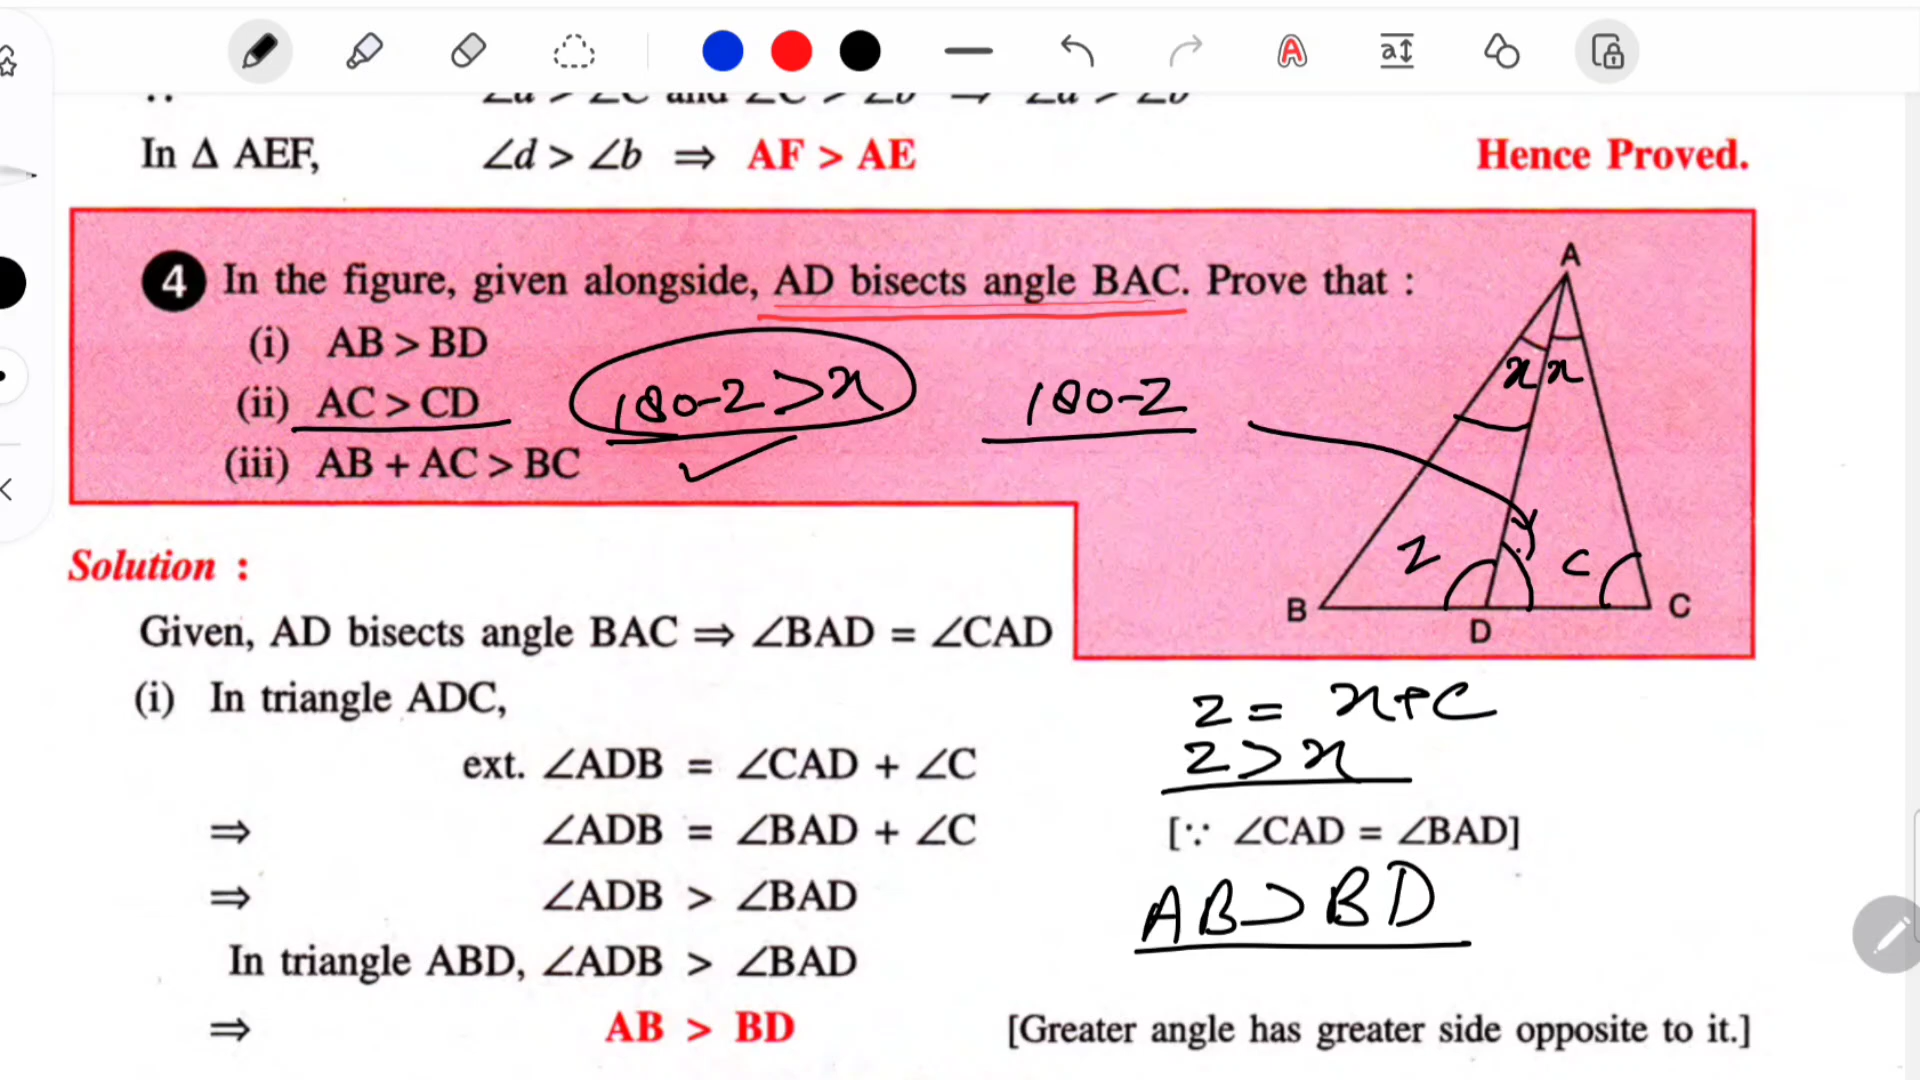 In Δ AEF, ∠d > ∠b ⇒ AF > AE Hence Proved.
4 In the figure, given alongside, AD bisects angle BAC. Prove that :
(i) AB > BD
(ii) AC > CD
(iii) AB + AC > BC
180-z > x
180-z
A
x x
z
c
B
D
C
Solution :
Given, AD bisects angle BAC ⇒ ∠BAD = ∠CAD
(i) In triangle ADC,
z = x+c
z > x
ext. ∠ADB = ∠CAD + ∠C
⇒ ∠ADB = ∠BAD + ∠C [∵ ∠CAD = ∠BAD]
⇒ ∠ADB > ∠BAD
AB > BD
In triangle ABD, ∠ADB > ∠BAD
⇒ AB > BD [Greater angle has greater side opposite to it.]